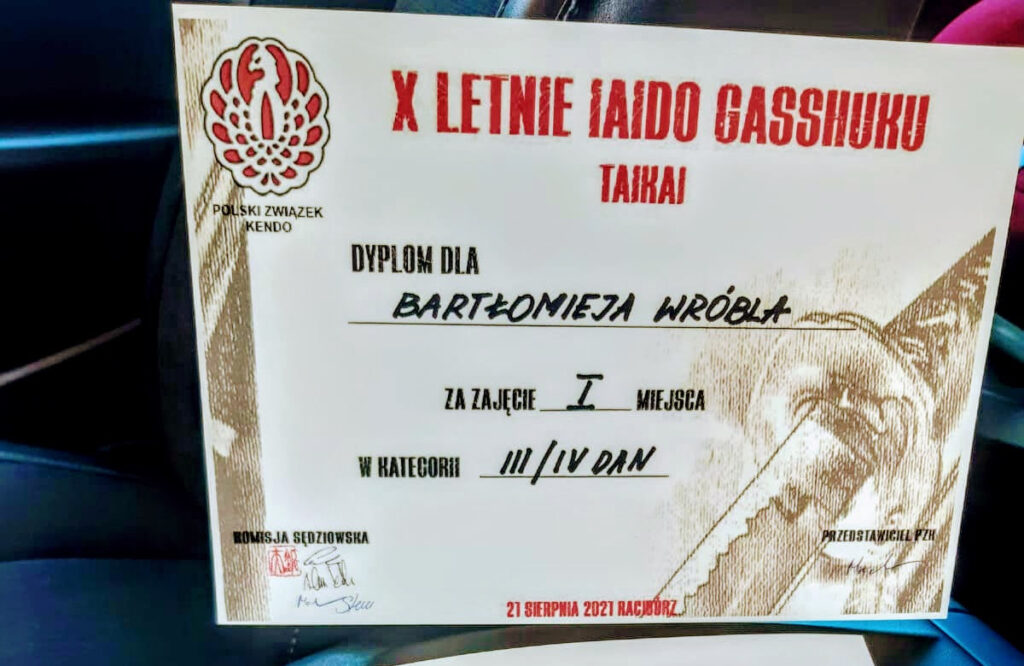 X LETNIE IAIDO GASSHUKU
TAIKAI
POLSKI ZWIĄZEK
KENDO
DYPLOM DLA
BARTŁOMIEJA WRÓBLA
ZA ZAJĘCIE I MIEJSCA
W KATEGORII III/IV DAN
KOMISJA SĘDZIOWSKA
PRZEDSTAWICIEL PZK
21 SIERPNIA 2021 RACIBÓRZ